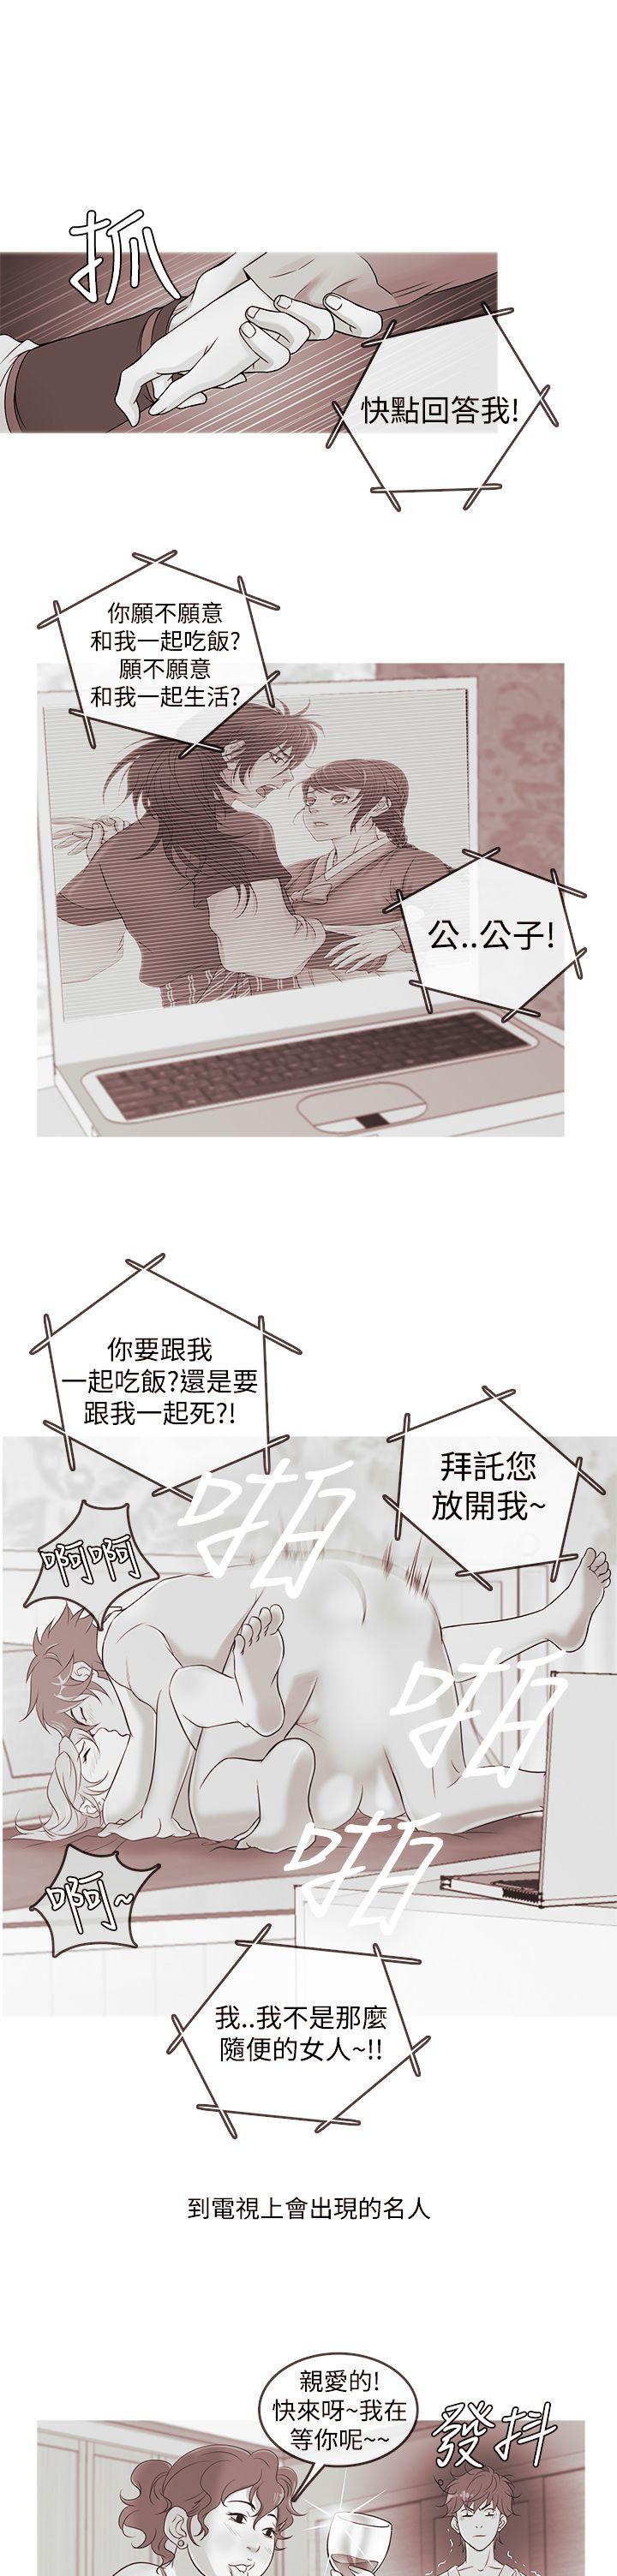 抓
快點回答我!
你願不願意
和我一起吃飯?
願不願意
和我一起生活?
公..公子!
你要跟我
一起吃飯?還是要
跟我一起死?!
拜託您
放開我~
啪
啊啊
啪
啪
啊~
我..我不是那麼
隨便的女人~!!
到電視上會出現的名人
親愛的!
快來呀~我在
等你呢~~
發抖